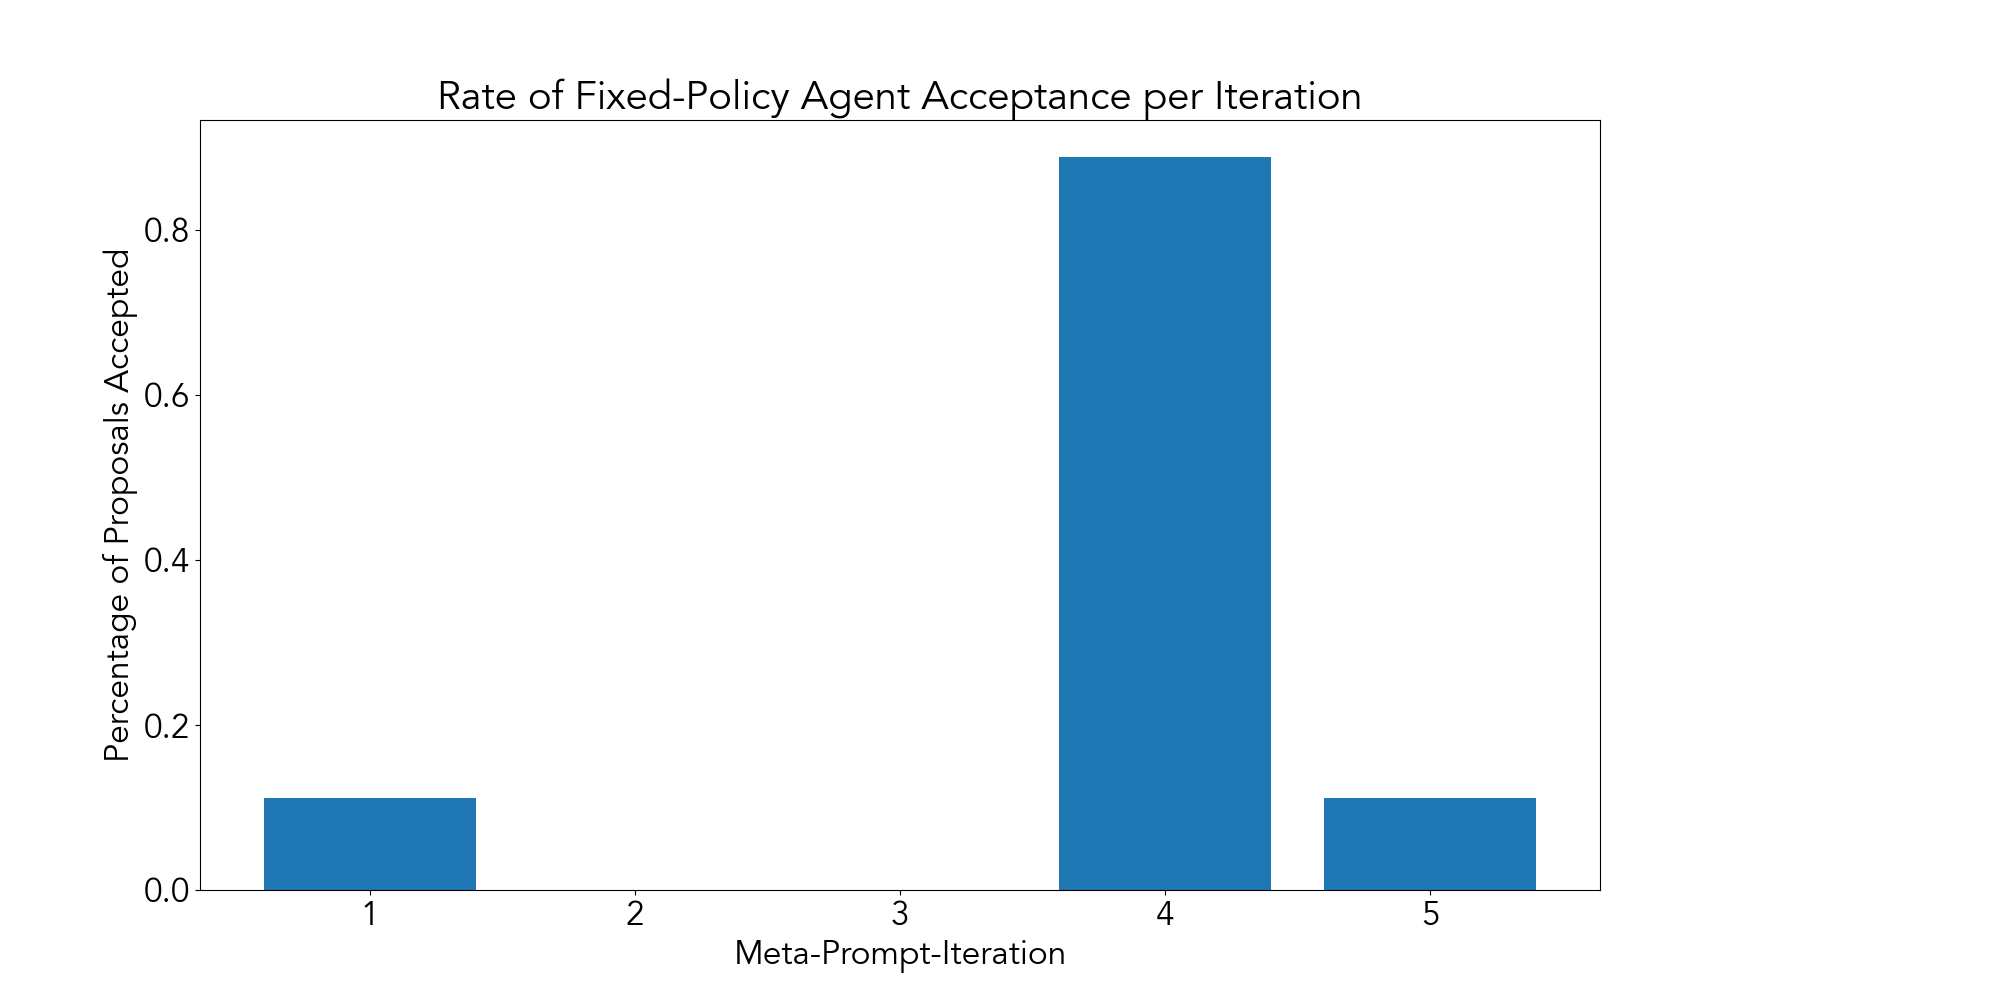 Rate of Fixed-Policy Agent Acceptance per Iteration
Percentage of Proposals Accepted
0.8
0.6
0.4
0.2
0.0
1 2 3 4 5
Meta-Prompt-Iteration